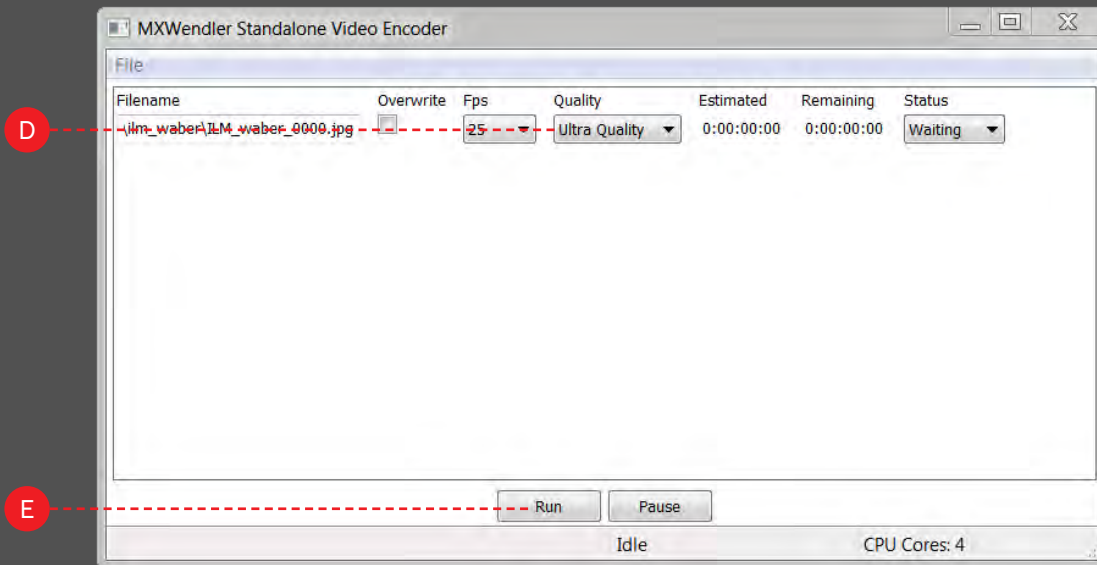 MXWendler Standalone Video Encoder
File
Filename Overwrite Fps Quality Estimated Remaining Status
D \ilm_waber\ILM_waber_0000.jpg 25 Ultra Quality 0:00:00:00 0:00:00:00 Waiting
E Run Pause
Idle CPU Cores: 4